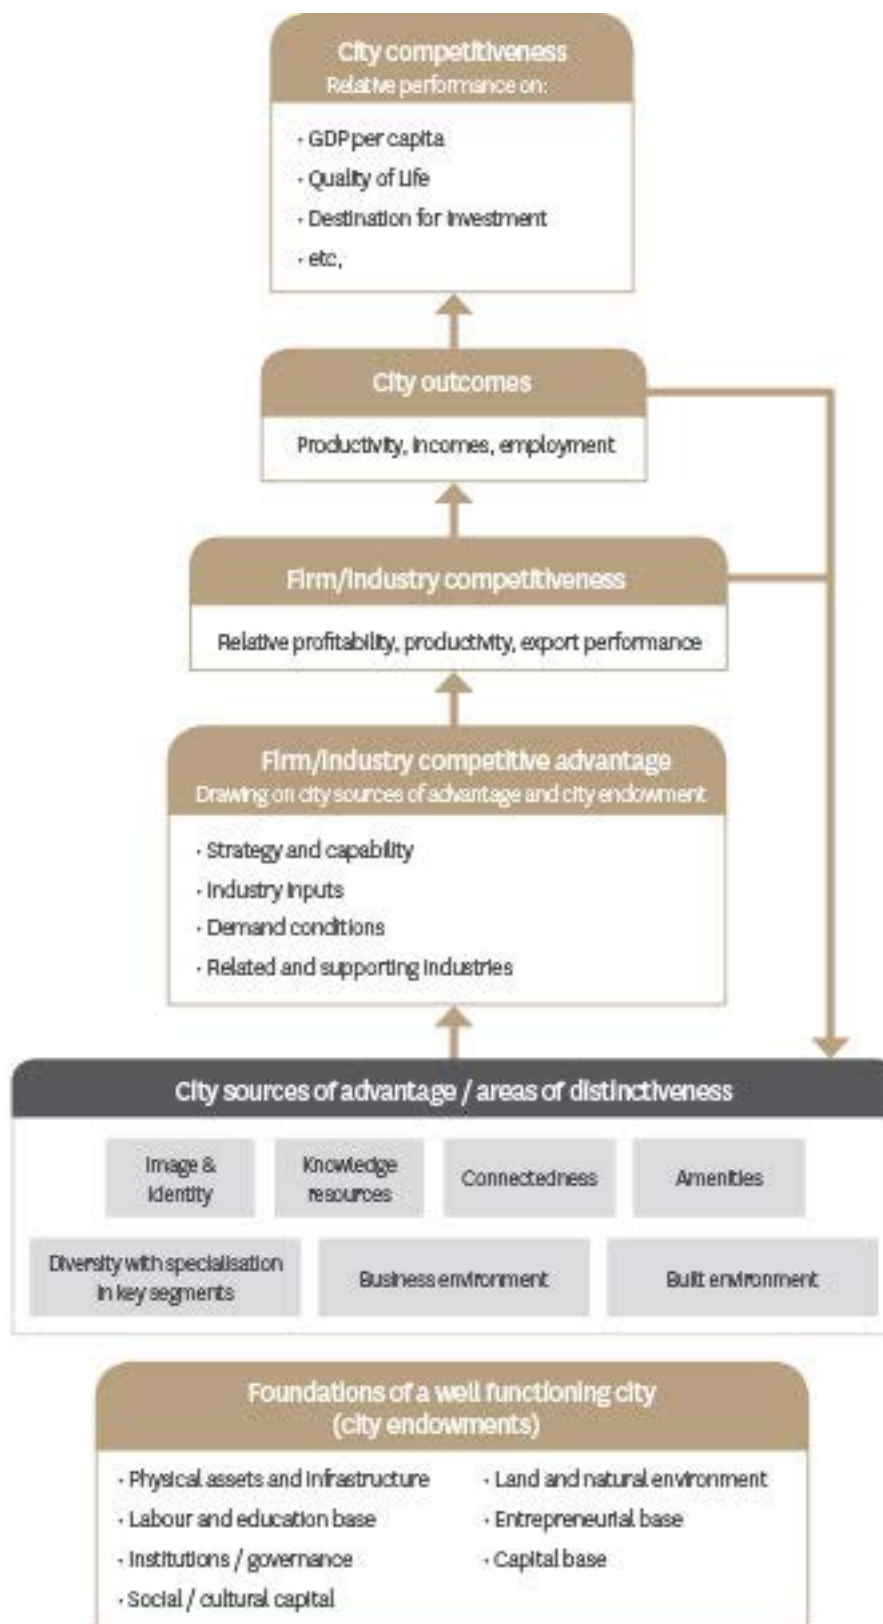 City competitiveness
Relative performance on:
· GDP per capita
· Quality of Life
· Destination for investment
· etc,
City outcomes
Productivity, incomes, employment
Firm/industry competitiveness
Relative profitability, productivity, export performance
Firm/industry competitive advantage
Drawing on city sources of advantage and city endowment
· Strategy and capability
· Industry inputs
· Demand conditions
· Related and supporting industries
City sources of advantage / areas of distinctiveness
Image &
identity
Knowledge
resources
Connectedness
Amenities
Diversity with specialisation
in key segments
Business environment
Built environment
Foundations of a well functioning city
(city endowments)
· Physical assets and infrastructure
· Labour and education base
· Institutions / governance
· Social / cultural capital
· Land and natural environment
· Entrepreneurial base
· Capital base